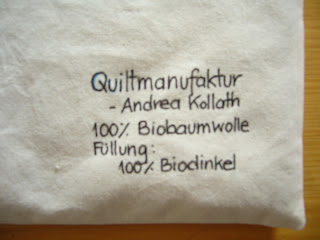 Quiltmanufaktur
- Andrea Kollath
100% Biobaumwolle
Füllung:
100% Biodinkel